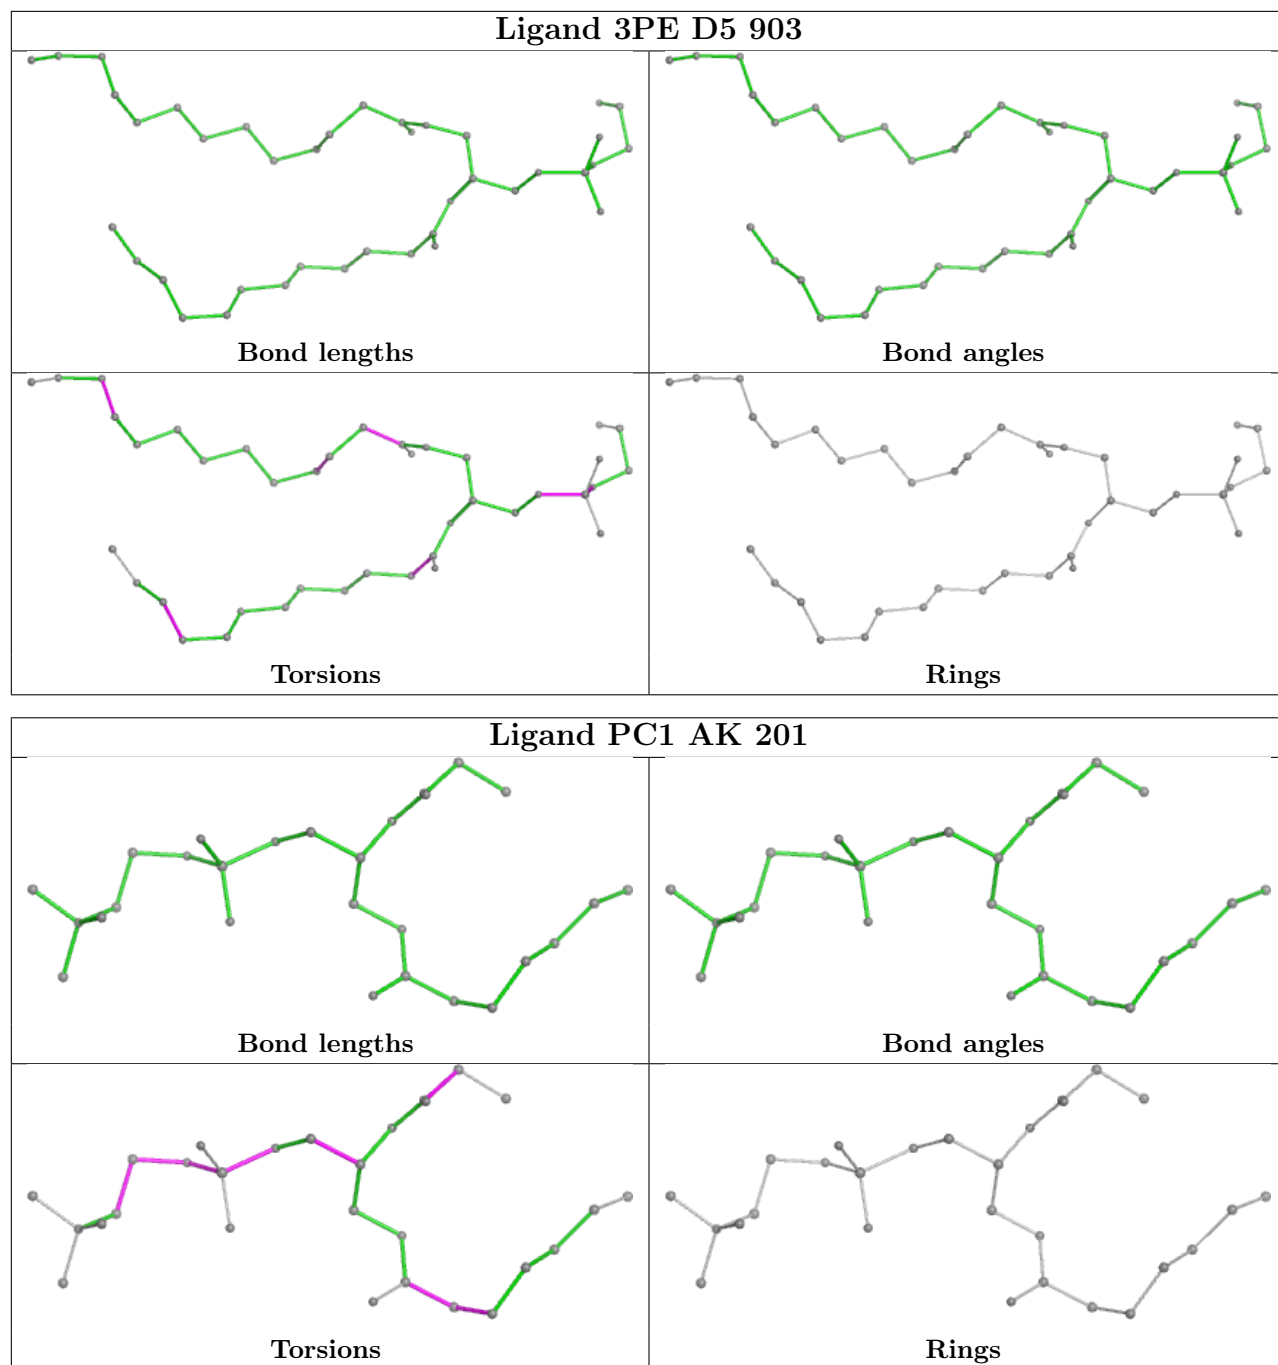 Ligand 3PE D5 903
Bond lengths
Bond angles
Torsions
Rings
Ligand PC1 AK 201
Bond lengths
Bond angles
Torsions
Rings